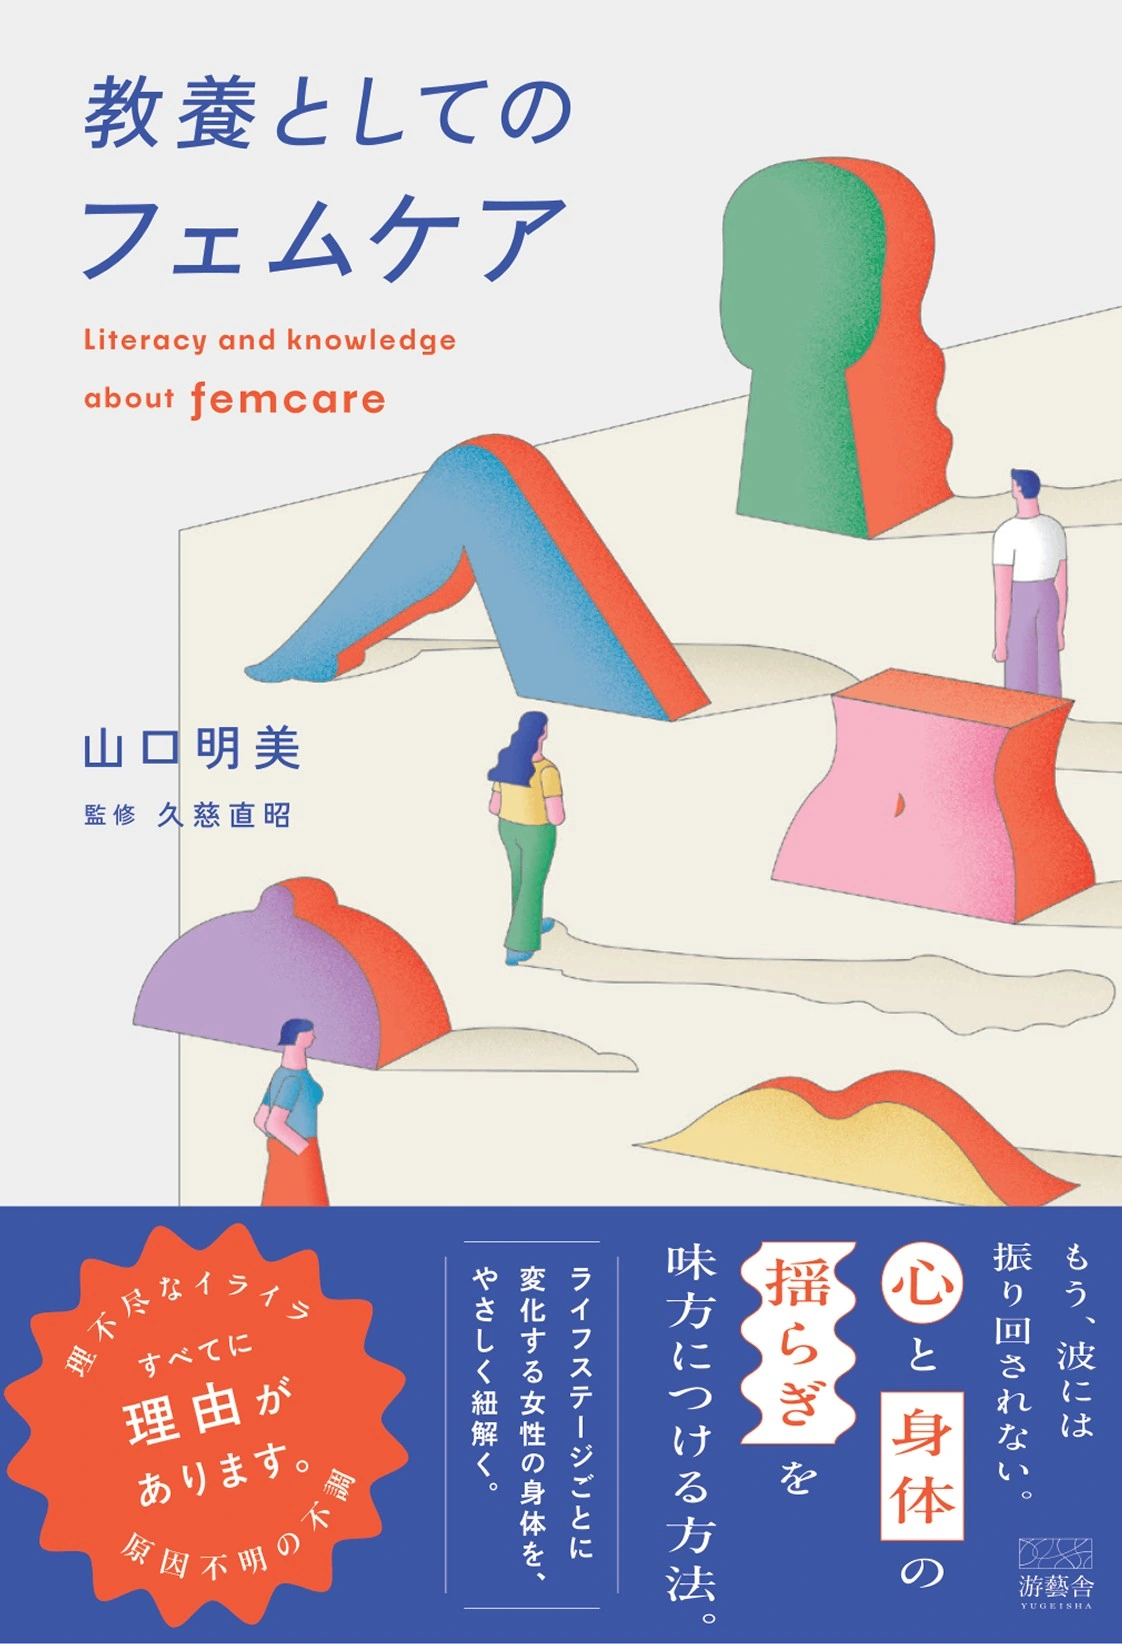 教養としての
フェムケア
Literacy and knowledge
about femcare
山口明美
監修 久慈直昭
もう、波には
振り回されない。
心と身体の
揺らぎを
味方につける方法。
ライフステージごとに
変化する女性の身体を、
やさしく紐解く。
理不尽なイライラ
すべてに
理由が
あります。
原因不明の不調
游藝舎
YUGEISHA